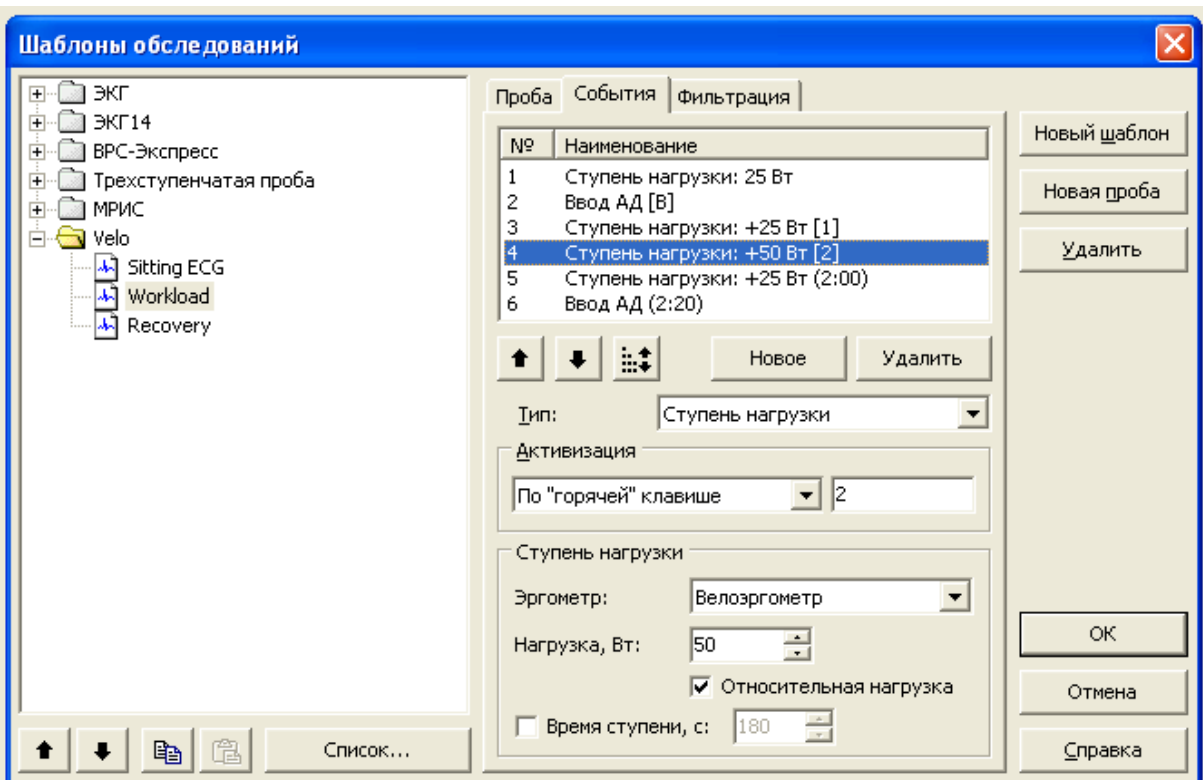 Шаблоны обследований
ЭКГ
ЭКГ14
ВРС-Экспресс
Трехступенчатая проба
МРИС
Velo
Sitting ECG
Workload
Recovery
Список...
Проба События Фильтрация
№ Наименование
1 Ступень нагрузки: 25 Вт
2 Ввод АД [B]
3 Ступень нагрузки: +25 Вт [1]
4 Ступень нагрузки: +50 Вт [2]
5 Ступень нагрузки: +25 Вт (2:00)
6 Ввод АД (2:20)
Новое Удалить
Тип: Ступень нагрузки
Активизация
По "горячей" клавише 2
Ступень нагрузки
Эргометр: Велоэргометр
Нагрузка, Вт: 50
Относительная нагрузка
Время ступени, с: 180
Новый шаблон
Новая проба
Удалить
ОК
Отмена
Справка